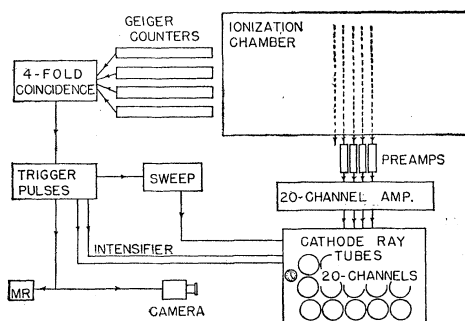 GEIGER
COUNTERS
IONIZATION
CHAMBER
4-FOLD
COINCIDENCE
PREAMPS
TRIGGER
PULSES
SWEEP
20-CHANNEL AMP.
INTENSIFIER
CATHODE RAY
TUBES
20-CHANNELS
MR
CAMERA